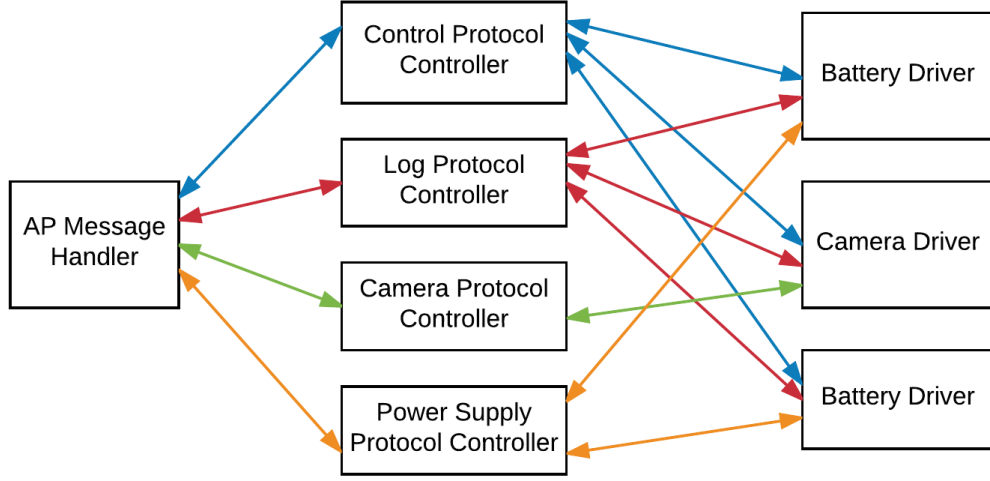 AP Message
Handler
Control Protocol
Controller
Log Protocol
Controller
Camera Protocol
Controller
Power Supply
Protocol Controller
Battery Driver
Camera Driver
Battery Driver